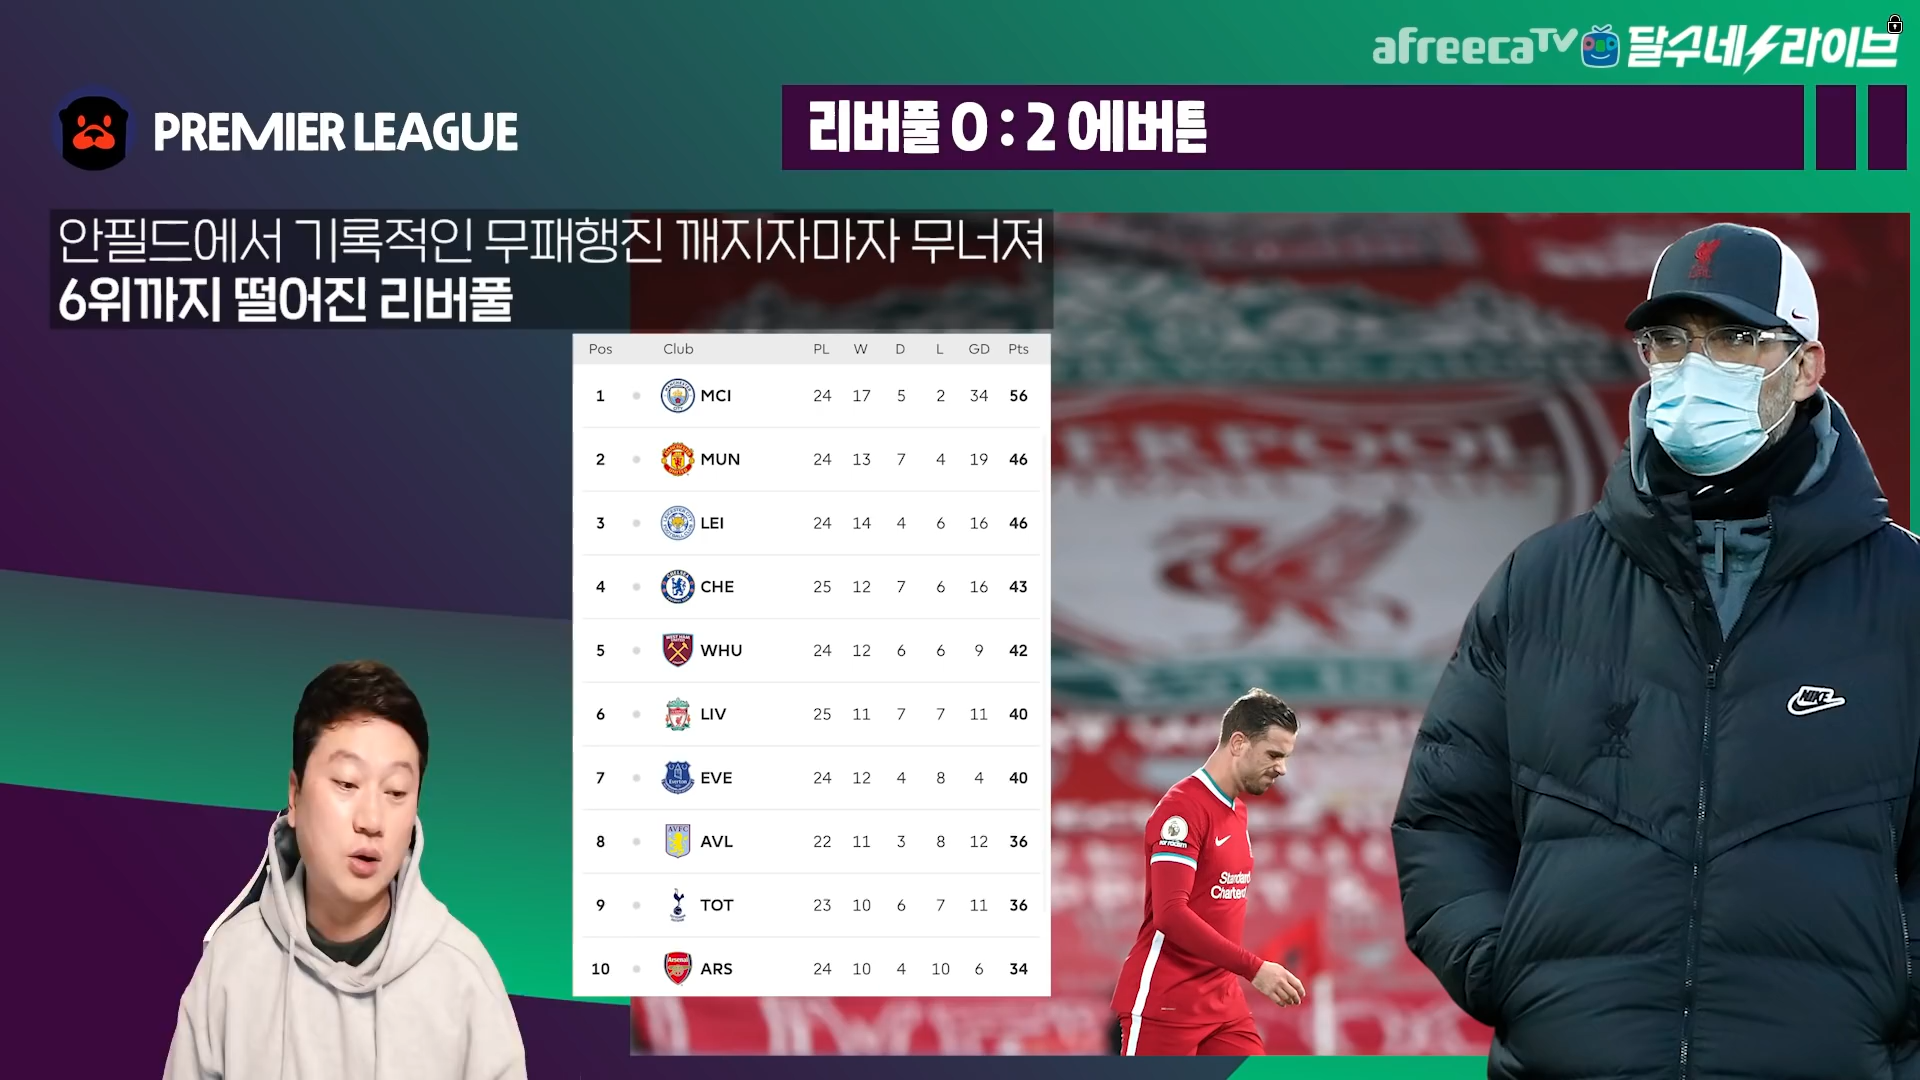 afreecaTV 달수네라이브
PREMIER LEAGUE
리버풀 0 : 2 에버튼
안필드에서 기록적인 무패행진 깨지자마자 무너져
6위까지 떨어진 리버풀
Pos Club PL W D L GD Pts
1 MCI 24 17 5 2 34 56
2 MUN 24 13 7 4 19 46
3 LEI 24 14 4 6 16 46
4 CHE 25 12 7 6 16 43
5 WHU 24 12 6 6 9 42
6 LIV 25 11 7 7 11 40
7 EVE 24 12 4 8 4 40
8 AVL 22 11 3 8 12 36
9 TOT 23 10 6 7 11 36
10 ARS 24 10 4 10 6 34
NIKE
Standard
Chartered